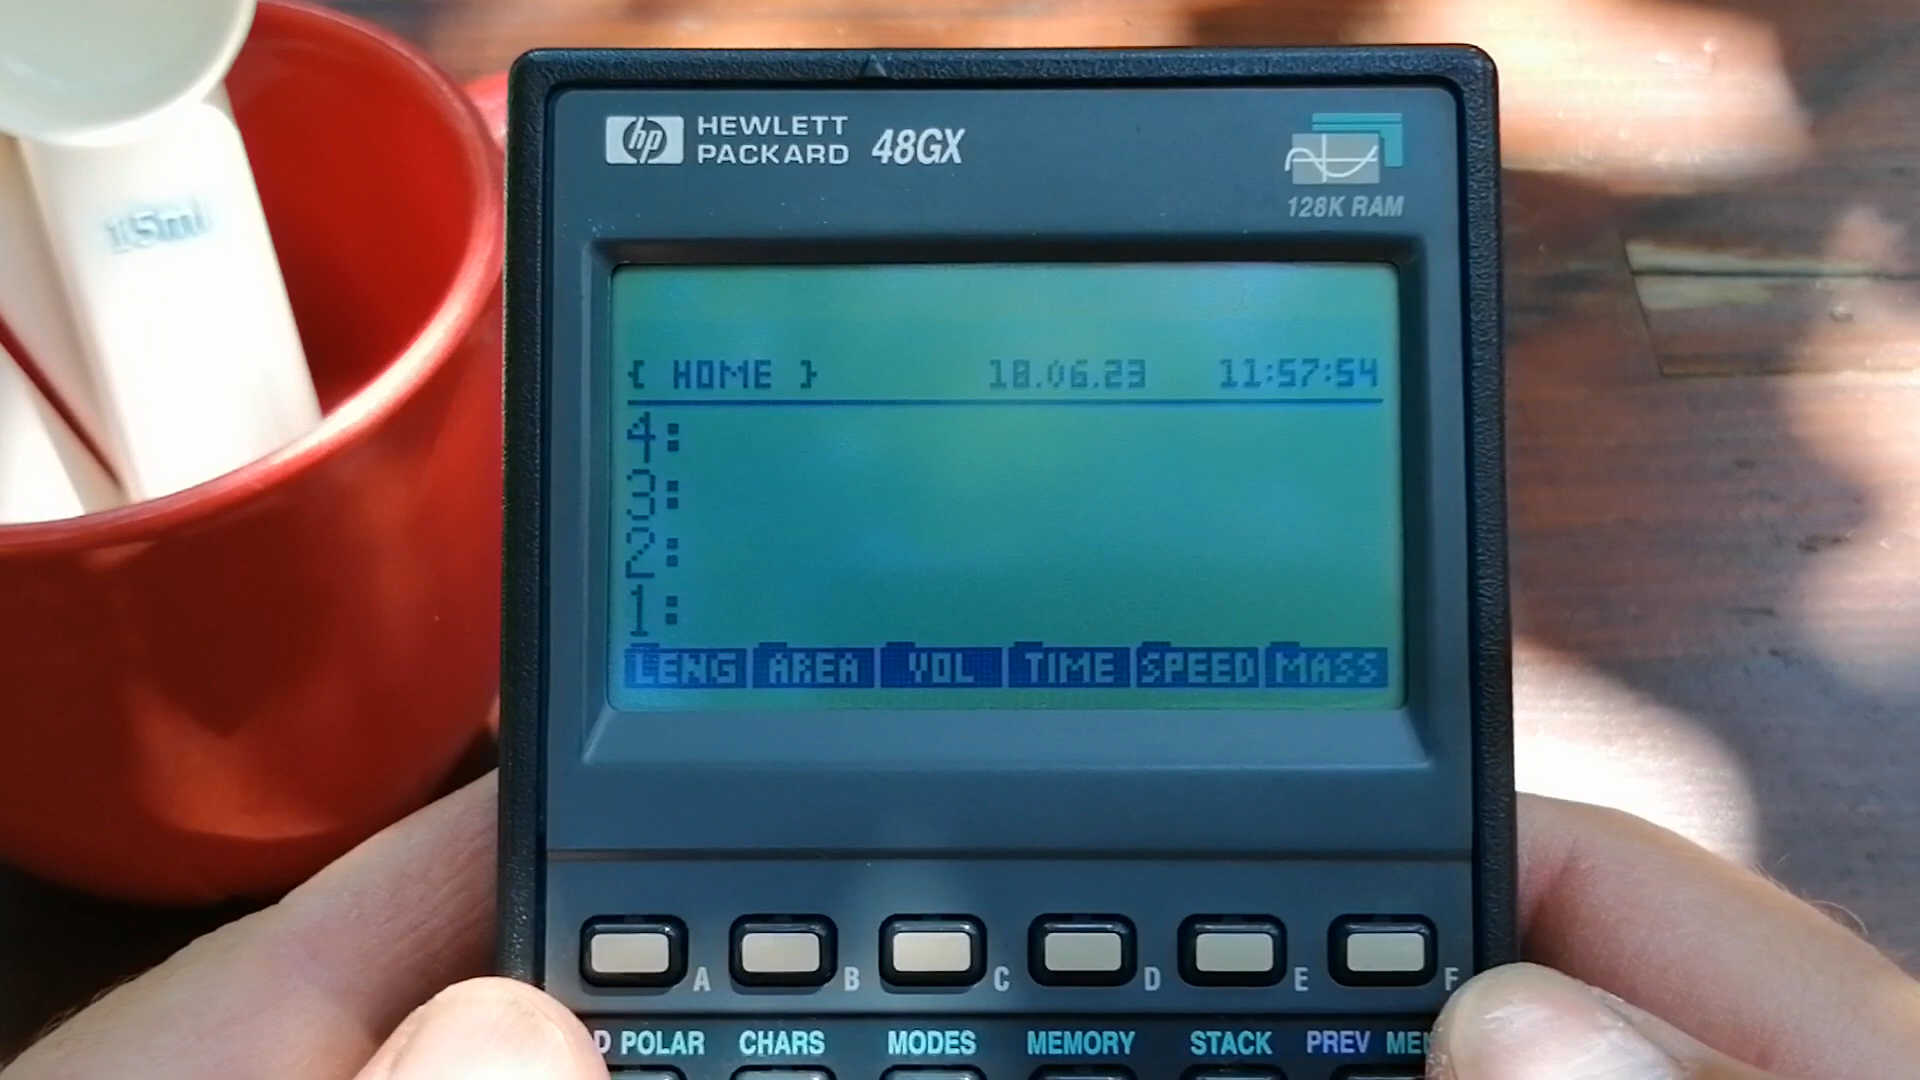 15ml
hp HEWLETT PACKARD 48GX
128K RAM
{ HOME } 18.06.23 11:57:54
4:
3:
2:
1:
LENG AREA VOL TIME SPEED MASS
A B C D E F
POLAR CHARS MODES MEMORY STACK PREV